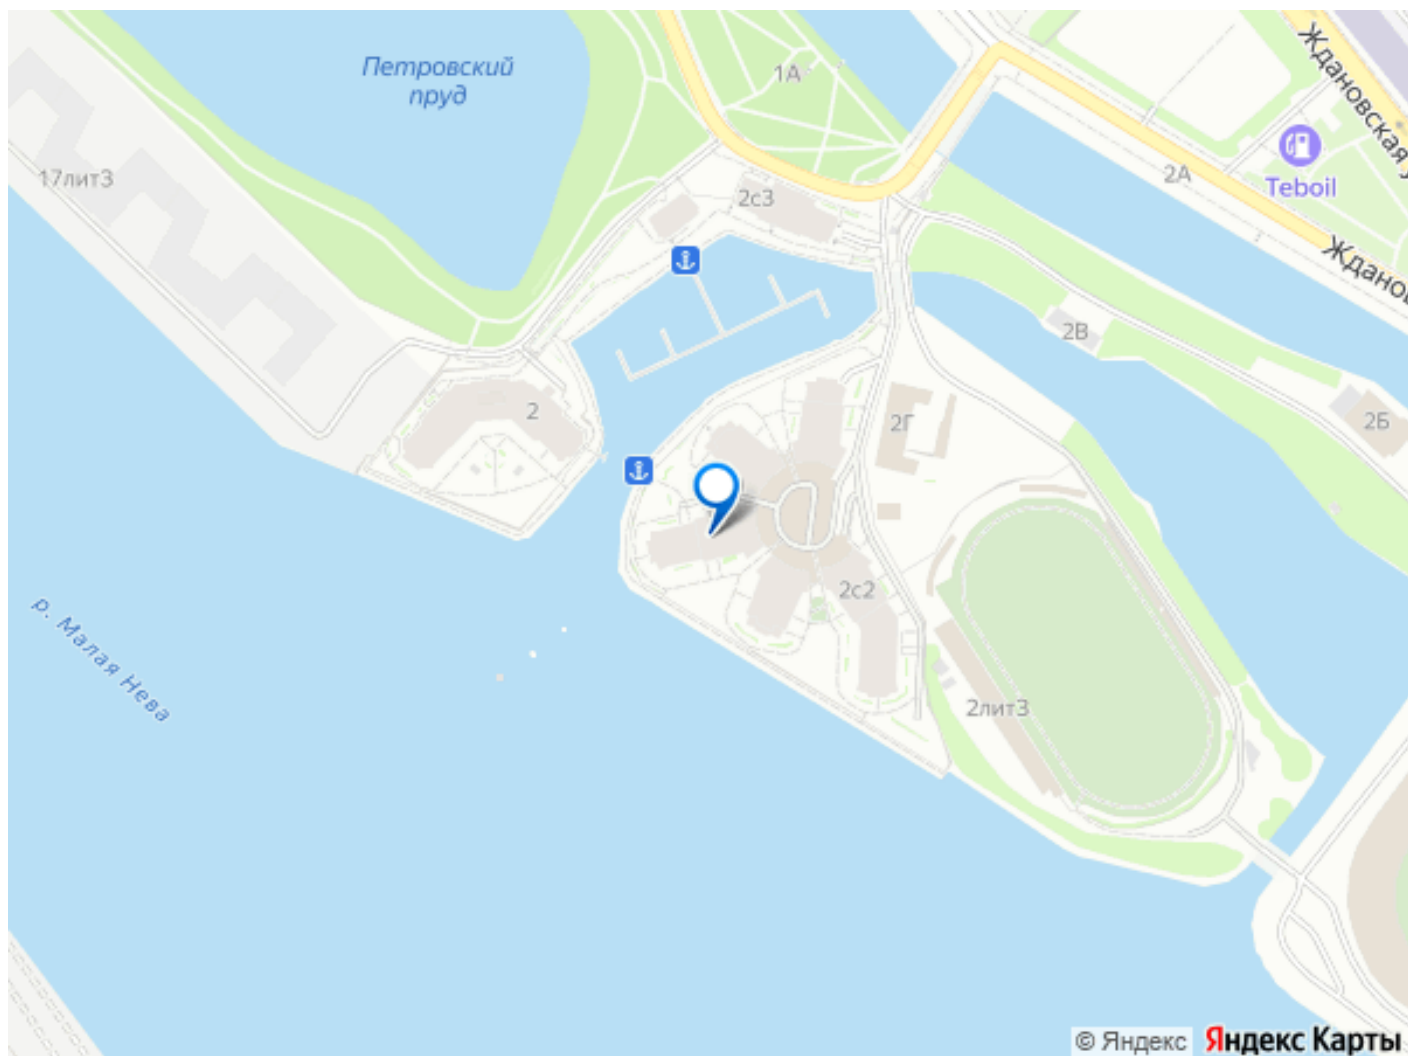 Петровский
пруд
1А
Ждановская у
Teboil
2А
17лит3
2с3
Жданов
2В
2
2Г
2Б
2с2
р. Малая Нева
2лит3
© Яндекс Яндекс Карты